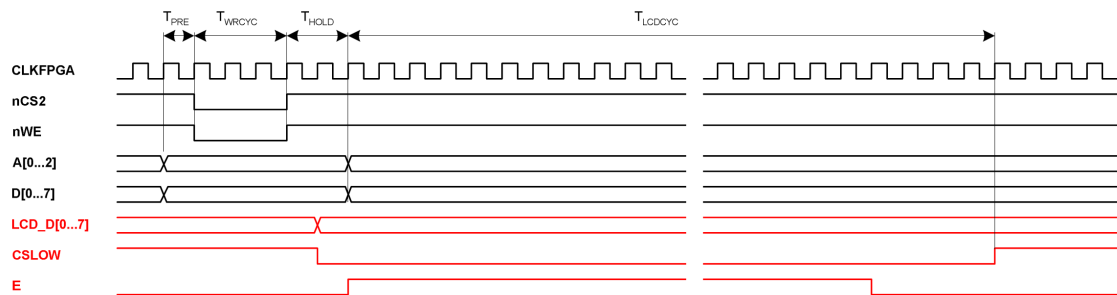 TPRE TWRCYC THOLD TLCDCYC
CLKFPGA
nCS2
nWE
A[0...2]
D[0...7]
LCD_D[0...7]
CSLOW
E